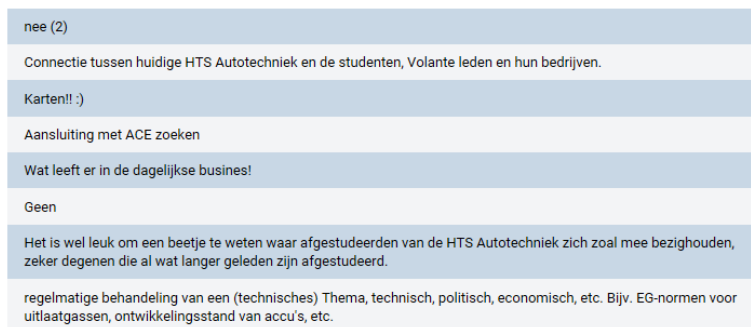 nee (2)
Connectie tussen huidige HTS Autotechniek en de studenten, Volante leden en hun bedrijven.
Karten!! :)
Aansluiting met ACE zoeken
Wat leeft er in de dagelijkse busines!
Geen
Het is wel leuk om een beetje te weten waar afgestudeerden van de HTS Autotechniek zich zoal mee bezighouden,
zeker degenen die al wat langer geleden zijn afgestudeerd.
regelmatige behandeling van een (technisches) Thema, technisch, politisch, economisch, etc. Bijv. EG-normen voor
uitlaatgassen, ontwikkelingsstand van accu's, etc.